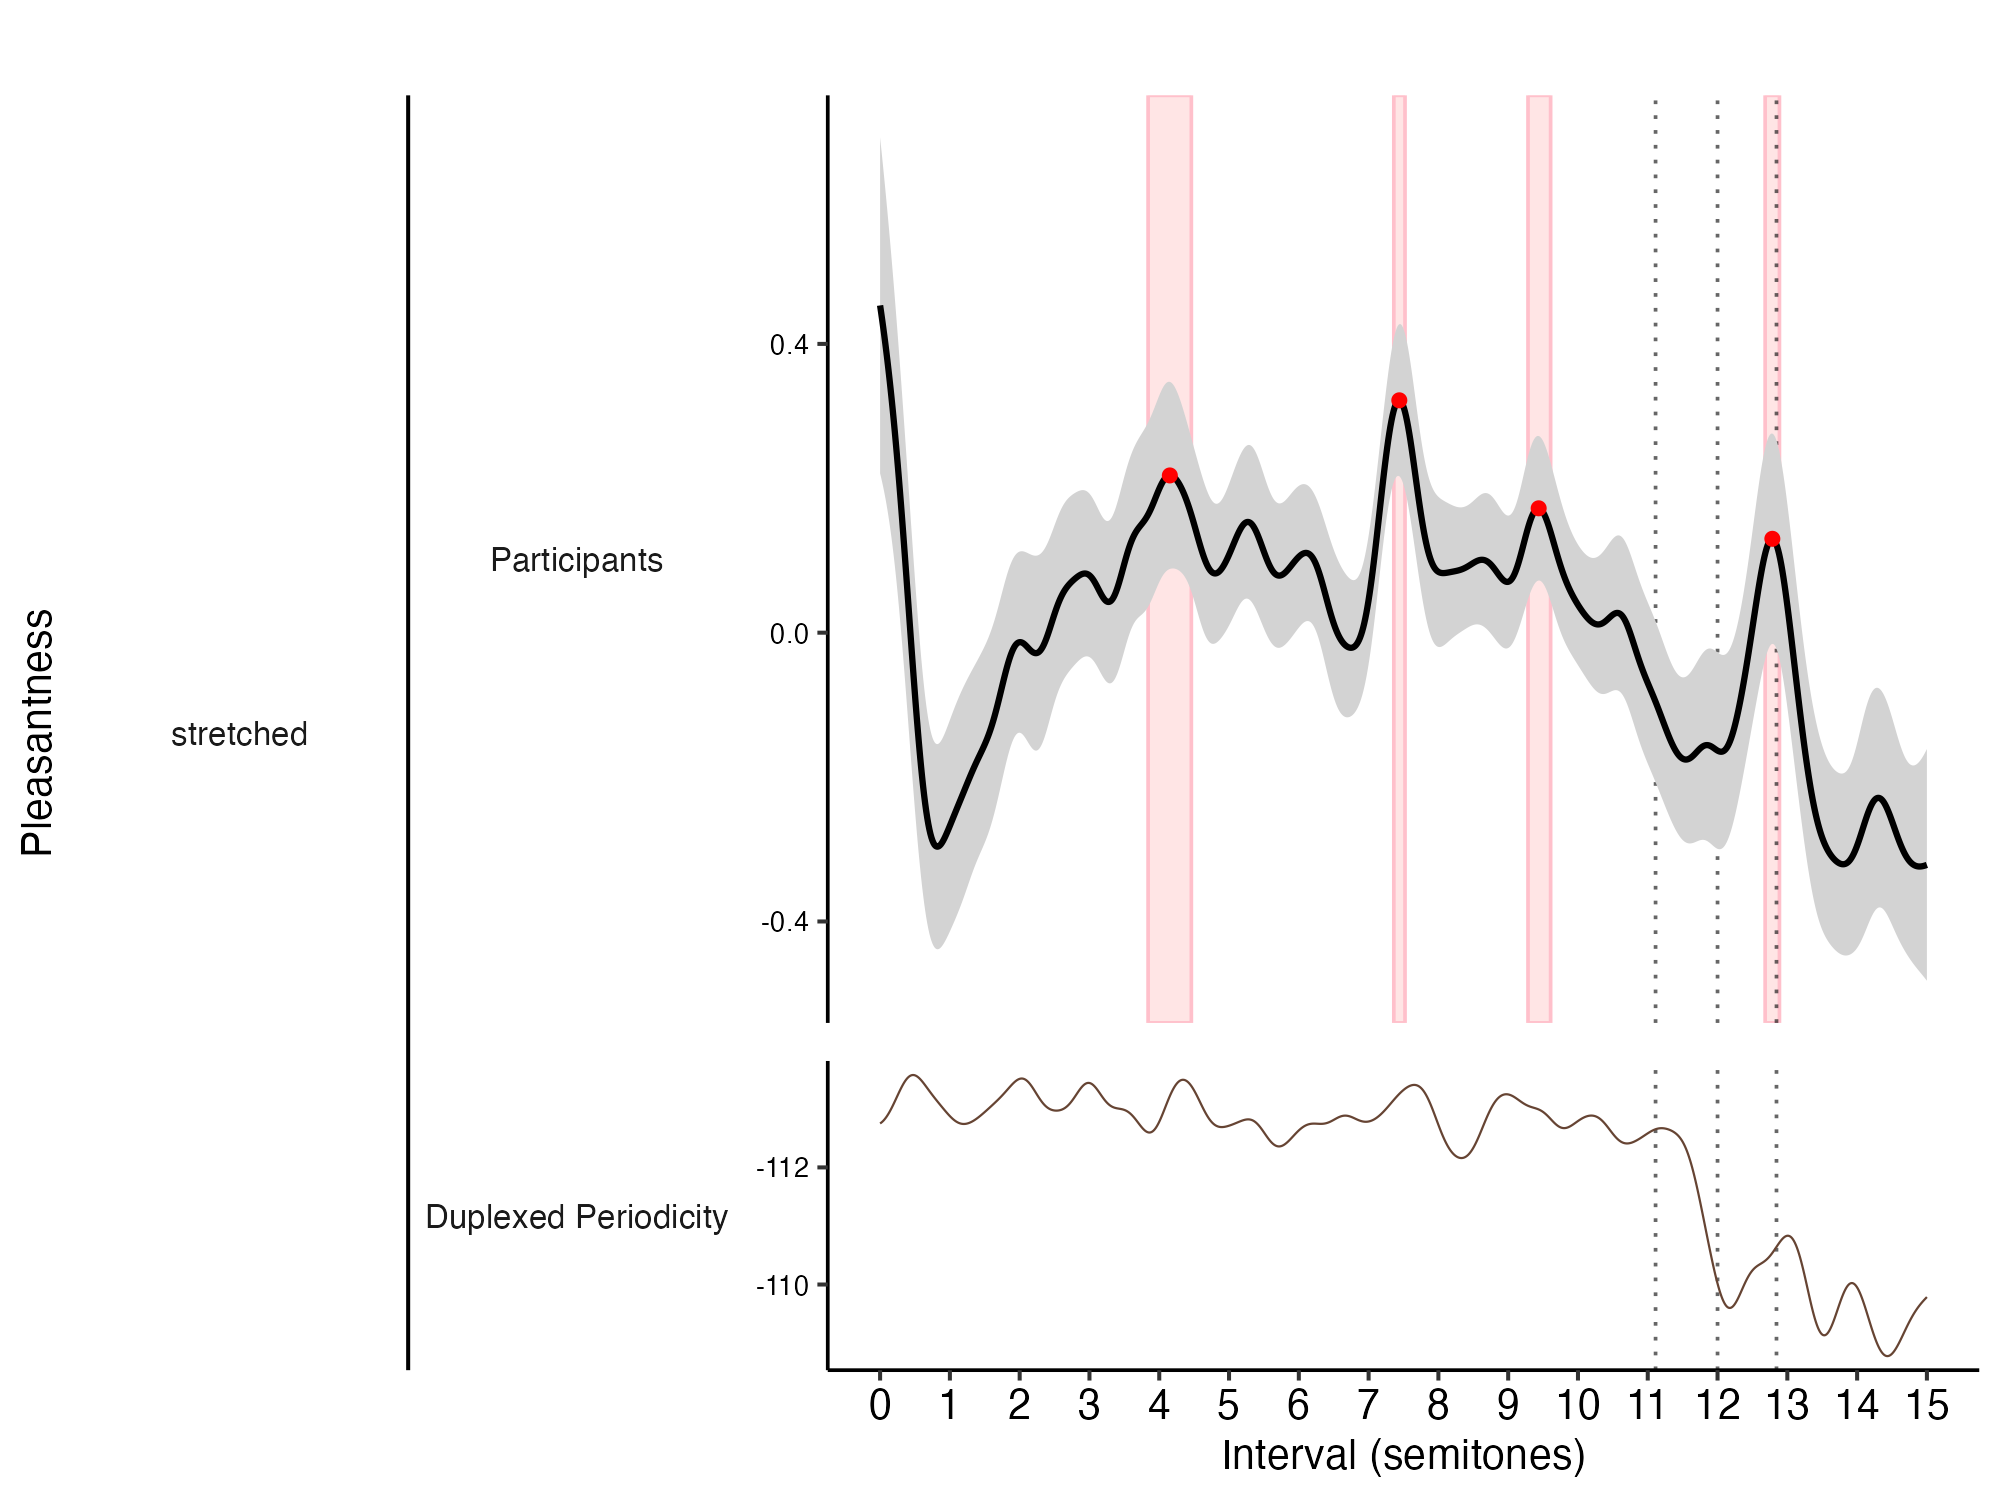 Pleasantness
stretched
Participants
0.4
0.0
-0.4
Duplexed Periodicity
-112
-110
0 1 2 3 4 5 6 7 8 9 10 11 12 13 14 15
Interval (semitones)